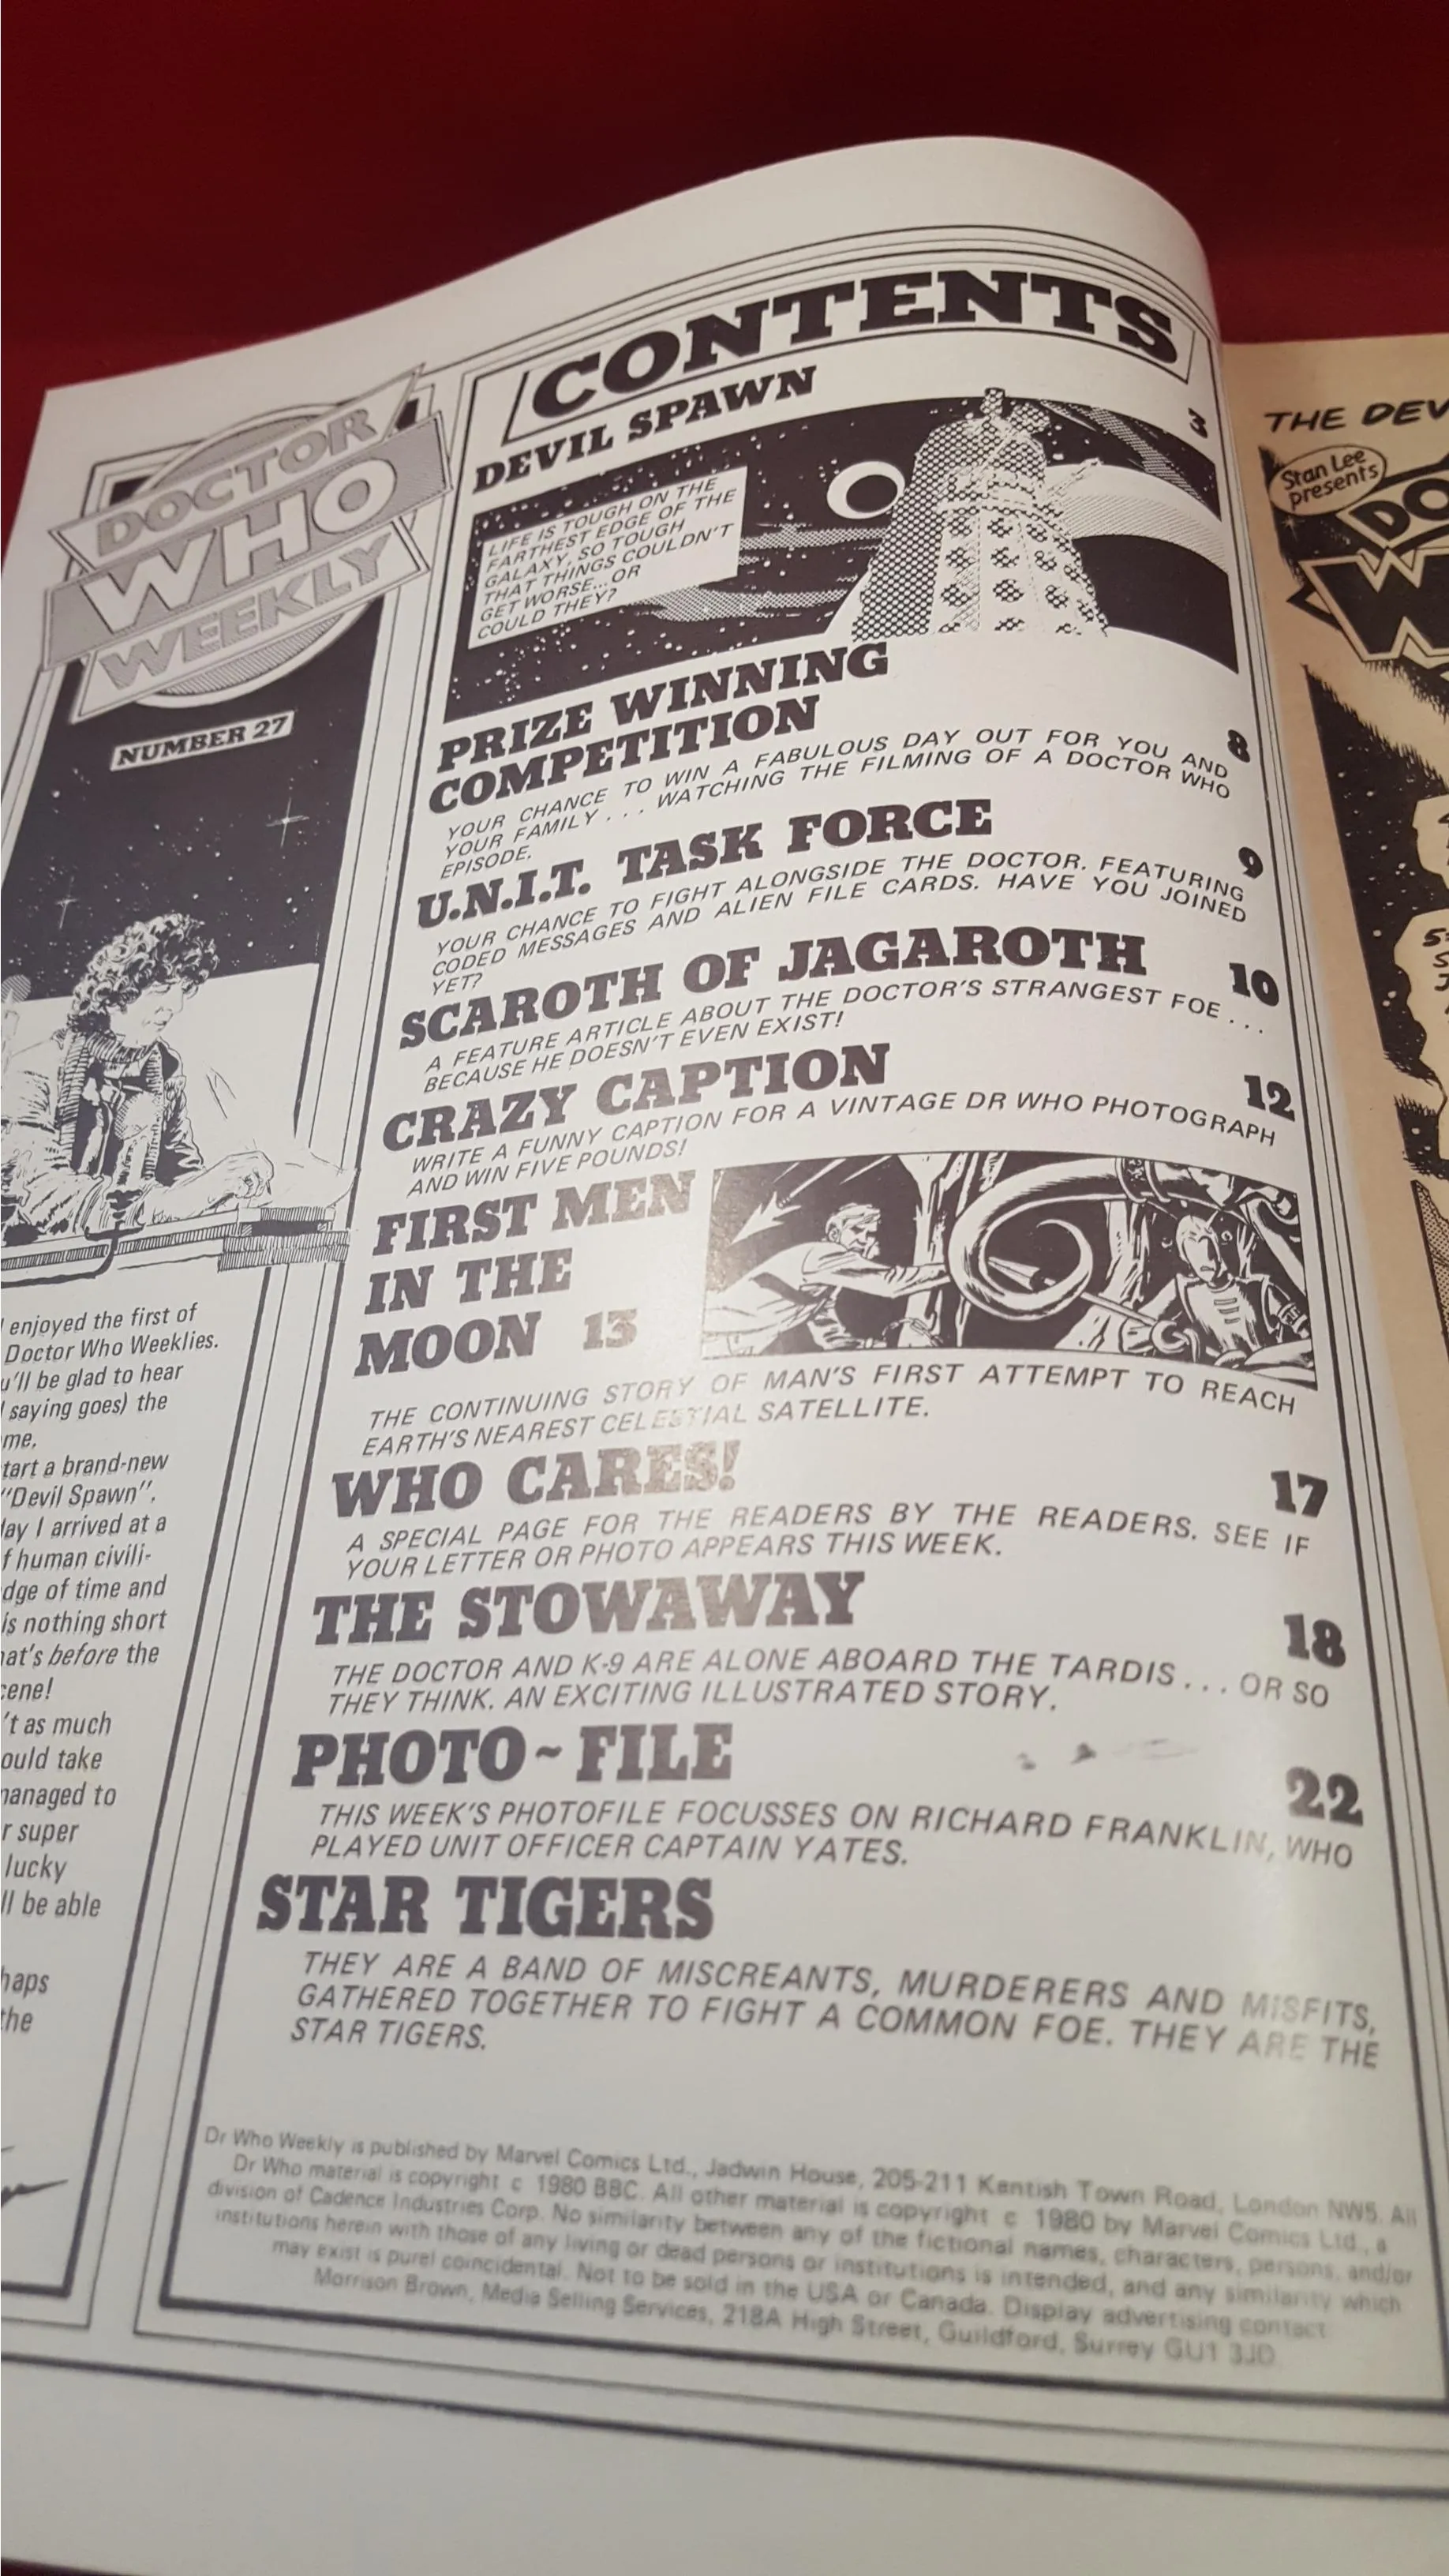 DOCTOR
WHO
WEEKLY
NUMBER 27
enjoyed the first of
Doctor Who Weeklies.
u'll be glad to hear
saying goes) the
me.
tart a brand-new
"Devil Spawn".
day I arrived at a
f human civili-
dge of time and
is nothing short
hat's before the
cene!
't as much
ould take
managed to
r super
lucky
ll be able
haps
the
CONTENTS
DEVIL SPAWN 3
LIFE IS TOUGH ON THE
FARTHEST EDGE OF THE
GALAXY, SO TOUGH
THAT THINGS COULDN'T
GET WORSE...OR
COULD THEY?
PRIZE WINNING
COMPETITION 8
YOUR CHANCE TO WIN A FABULOUS DAY OUT FOR YOU AND
YOUR FAMILY . . . WATCHING THE FILMING OF A DOCTOR WHO
EPISODE.
U.N.I.T. TASK FORCE 9
YOUR CHANCE TO FIGHT ALONGSIDE THE DOCTOR. FEATURING
CODED MESSAGES AND ALIEN FILE CARDS. HAVE YOU JOINED
YET?
SCAROTH OF JAGAROTH 10
A FEATURE ARTICLE ABOUT THE DOCTOR'S STRANGEST FOE . . .
BECAUSE HE DOESN'T EVEN EXIST!
CRAZY CAPTION 12
WRITE A FUNNY CAPTION FOR A VINTAGE DR WHO PHOTOGRAPH
AND WIN FIVE POUNDS!
FIRST MEN
IN THE
MOON 13
THE CONTINUING STORY OF MAN'S FIRST ATTEMPT TO REACH
EARTH'S NEAREST CELESTIAL SATELLITE.
WHO CARES! 17
A SPECIAL PAGE FOR THE READERS BY THE READERS. SEE IF
YOUR LETTER OR PHOTO APPEARS THIS WEEK.
THE STOWAWAY 18
THE DOCTOR AND K-9 ARE ALONE ABOARD THE TARDIS . . . OR SO
THEY THINK. AN EXCITING ILLUSTRATED STORY.
PHOTO~FILE 22
THIS WEEK'S PHOTOFILE FOCUSSES ON RICHARD FRANKLIN, WHO
PLAYED UNIT OFFICER CAPTAIN YATES.
STAR TIGERS
THEY ARE A BAND OF MISCREANTS, MURDERERS AND MISFITS,
GATHERED TOGETHER TO FIGHT A COMMON FOE. THEY ARE THE
STAR TIGERS.
Dr Who Weekly is published by Marvel Comics Ltd., Jadwin House, 205-211 Kentish Town Road, London NW5. All
Dr Who material is copyright c 1980 BBC. All other material is copyright c 1980 by Marvel Comics Ltd., a
division of Cadence Industries Corp. No similarity between any of the fictional names, characters, persons, and/or
institutions herein with those of any living or dead persons or institutions is intended, and any similarity which
may exist is purel coincidental. Not to be sold in the USA or Canada. Display advertising contact
Morrison Brown, Media Selling Services, 218A High Street, Guildford, Surrey GU1 3JD
THE DEV
Stan Lee
presents
DO
W